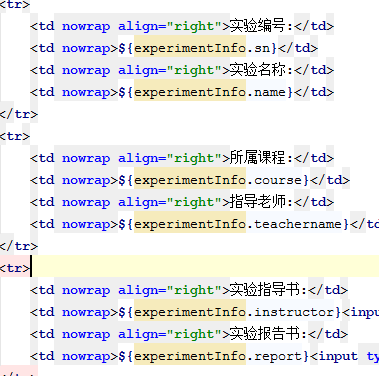 <tr>
<td nowrap align="right">实验编号:</td>
<td nowrap>${experimentInfo.sn}</td>
<td nowrap align="right">实验名称:</td>
<td nowrap>${experimentInfo.name}</td>
</tr>
<tr>
<td nowrap align="right">所属课程:</td>
<td nowrap>${experimentInfo.course}</td>
<td nowrap align="right">指导老师:</td>
<td nowrap>${experimentInfo.teachername}</td
</tr>
<tr>
<td nowrap align="right">实验指导书:</td>
<td nowrap>${experimentInfo.instructor}<inpu
<td nowrap align="right">实验报告书:</td>
<td nowrap>${experimentInfo.report}<input ty